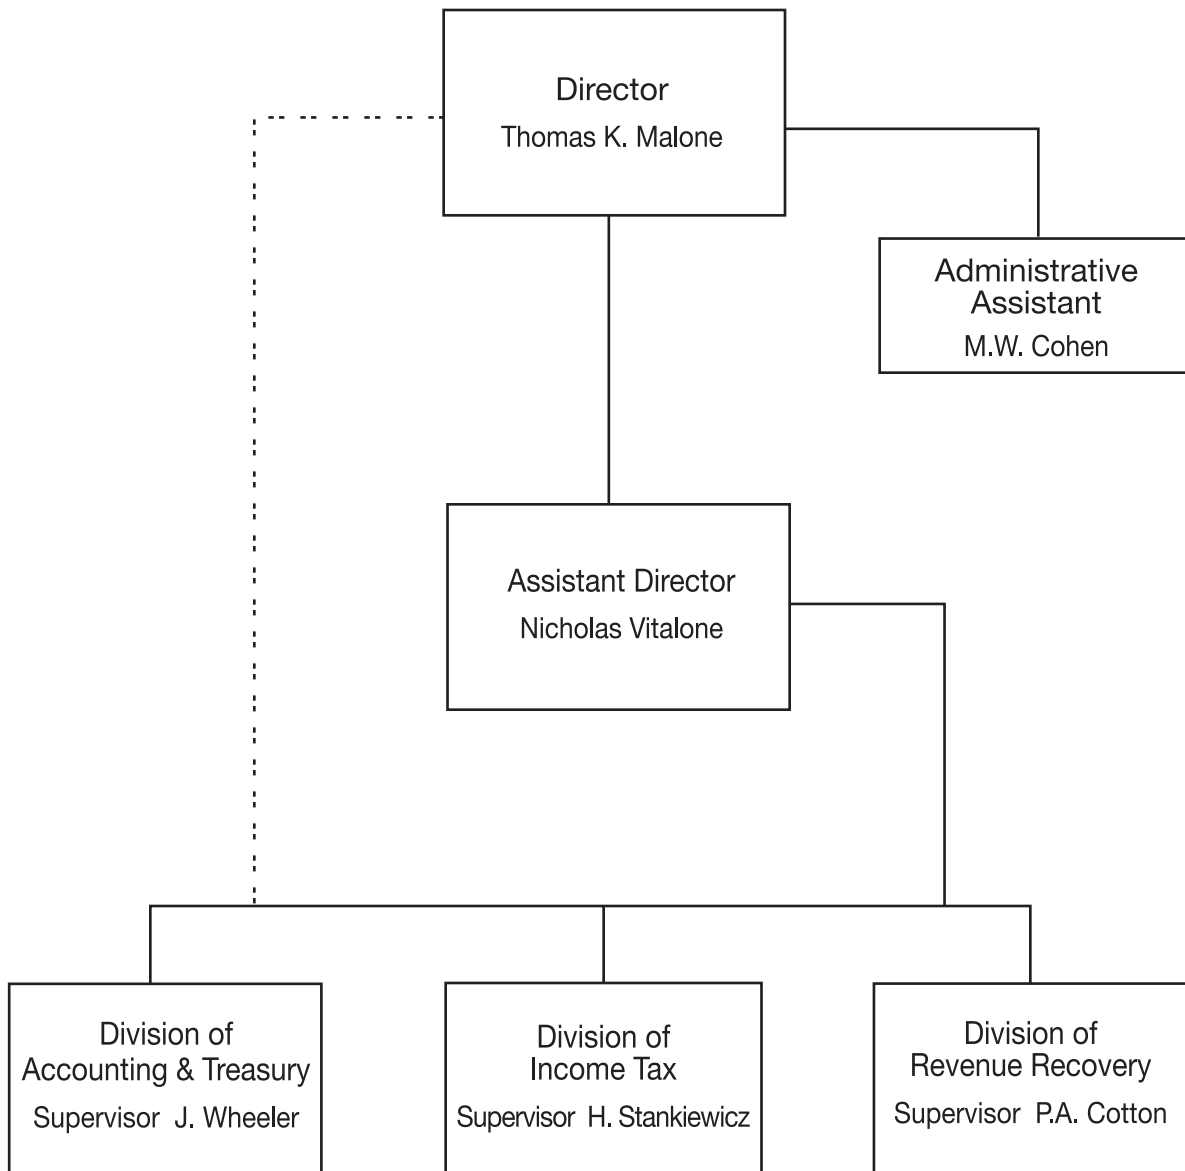 Director
Thomas K. Malone
Administrative
Assistant
M.W. Cohen
Assistant Director
Nicholas Vitalone
Division of
Accounting & Treasury
Supervisor J. Wheeler
Division of
Income Tax
Supervisor H. Stankiewicz
Division of
Revenue Recovery
Supervisor P.A. Cotton